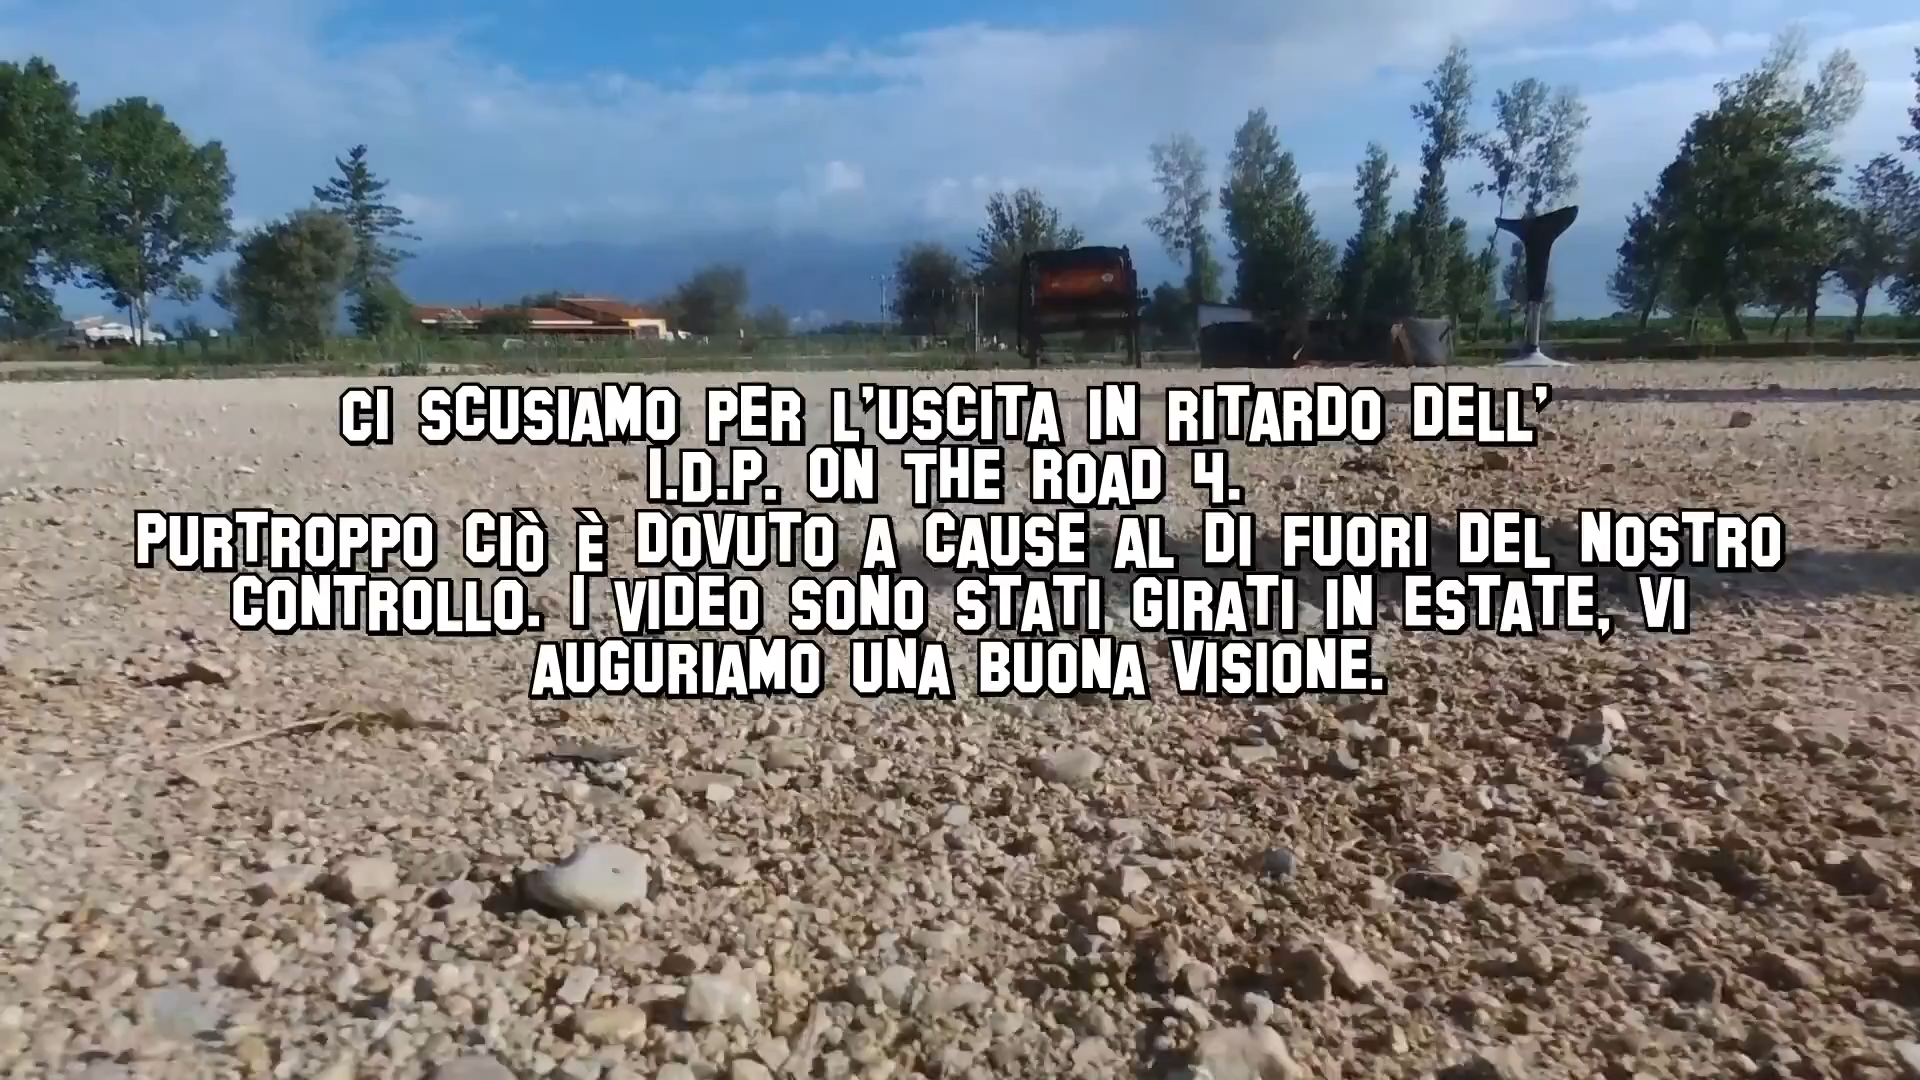 CI SCUSIAMO PER L'USCITA IN RITARDO DELL'
I.D.P. ON THE ROAD 4.
PURTROPPO CIÒ È DOVUTO A CAUSE AL DI FUORI DEL NOSTRO
CONTROLLO. I VIDEO SONO STATI GIRATI IN ESTATE, VI
AUGURIAMO UNA BUONA VISIONE.